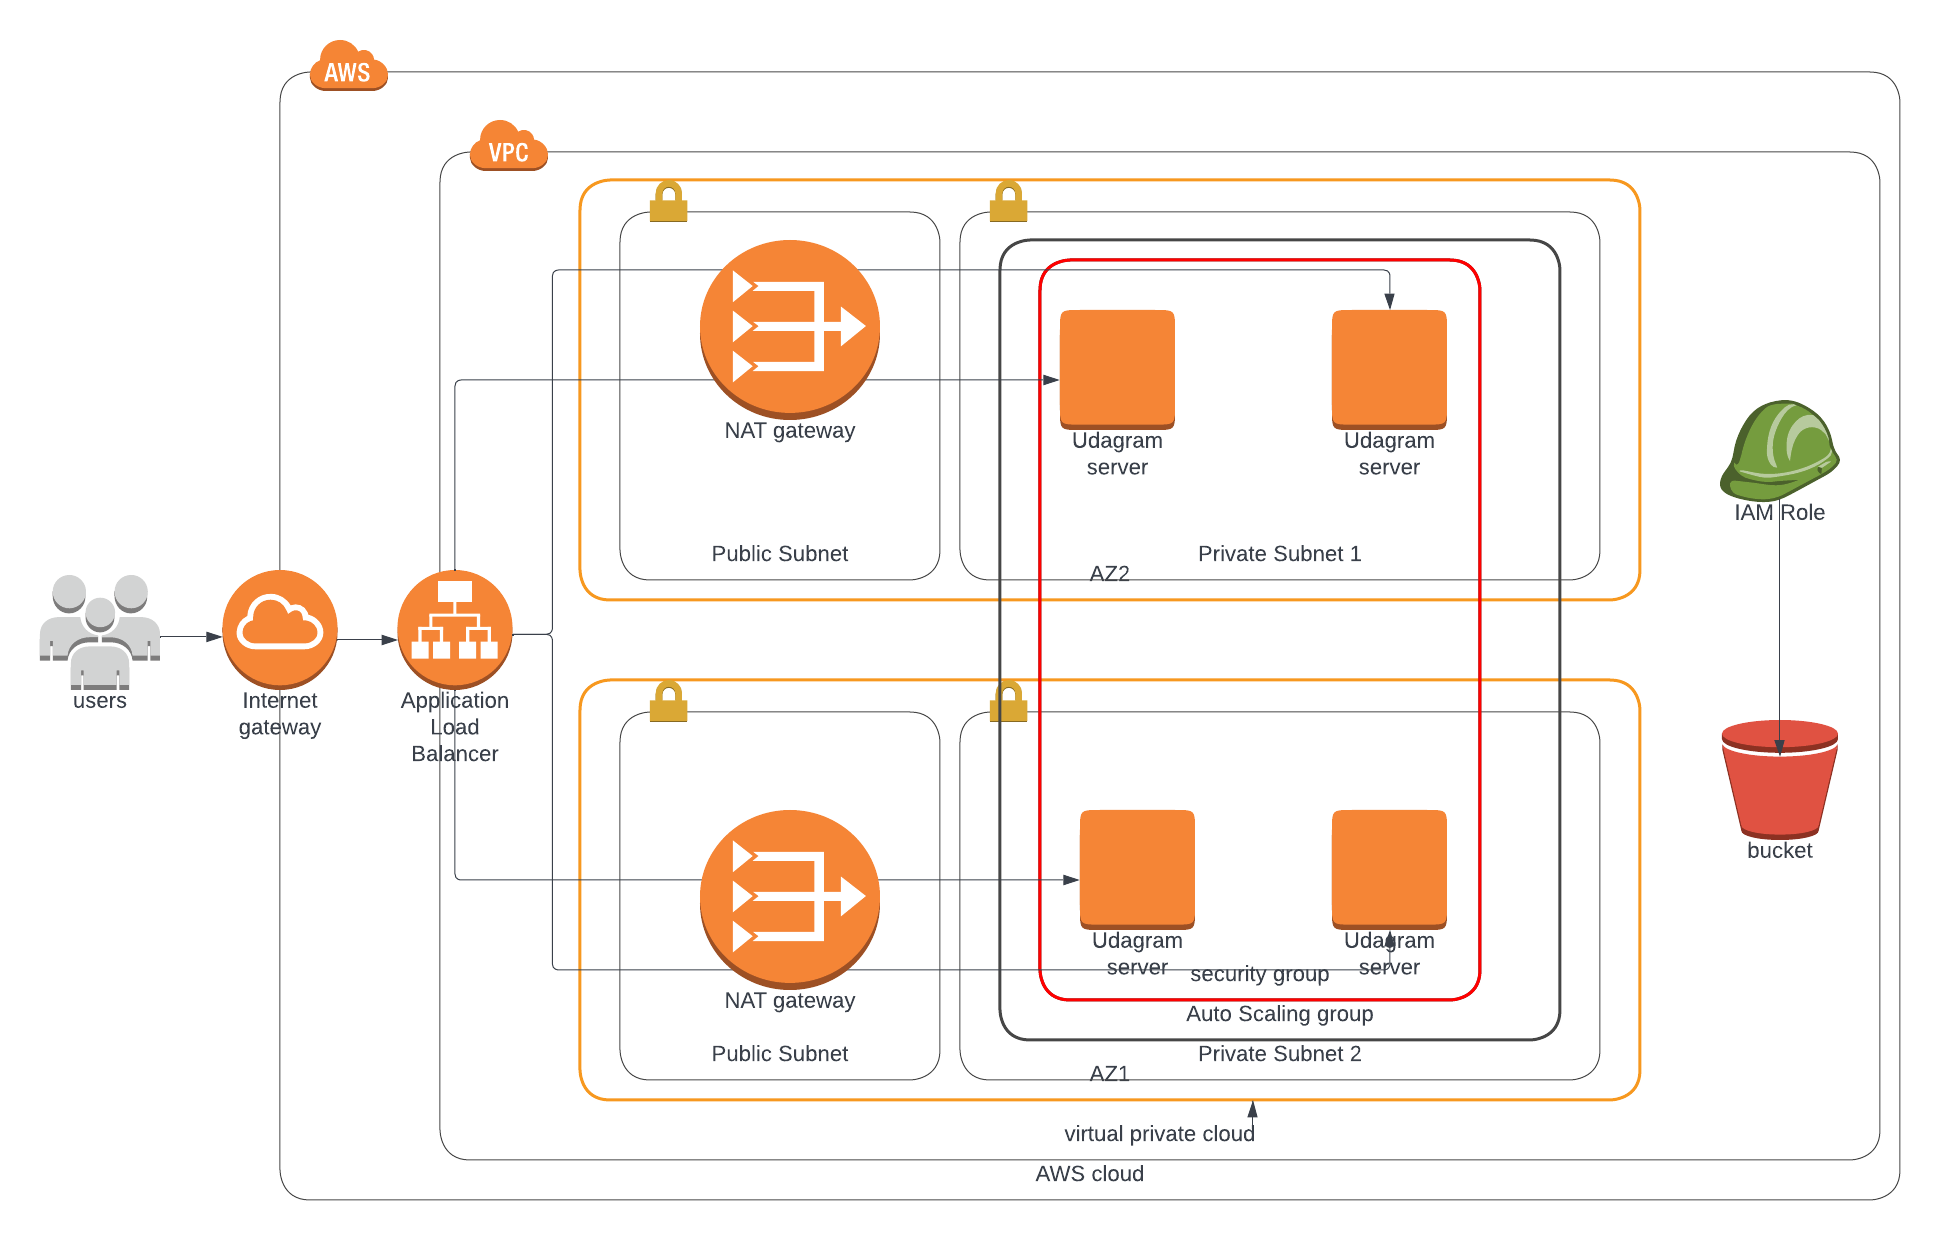 AWS
VPC
NAT gateway
Udagram
server
Udagram
server
Public Subnet
Private Subnet 1
AZ2
IAM Role
users
Internet
gateway
Application
Load
Balancer
bucket
NAT gateway
Udagram
server
Udagram
server
security group
Auto Scaling group
Public Subnet
Private Subnet 2
AZ1
virtual private cloud
AWS cloud